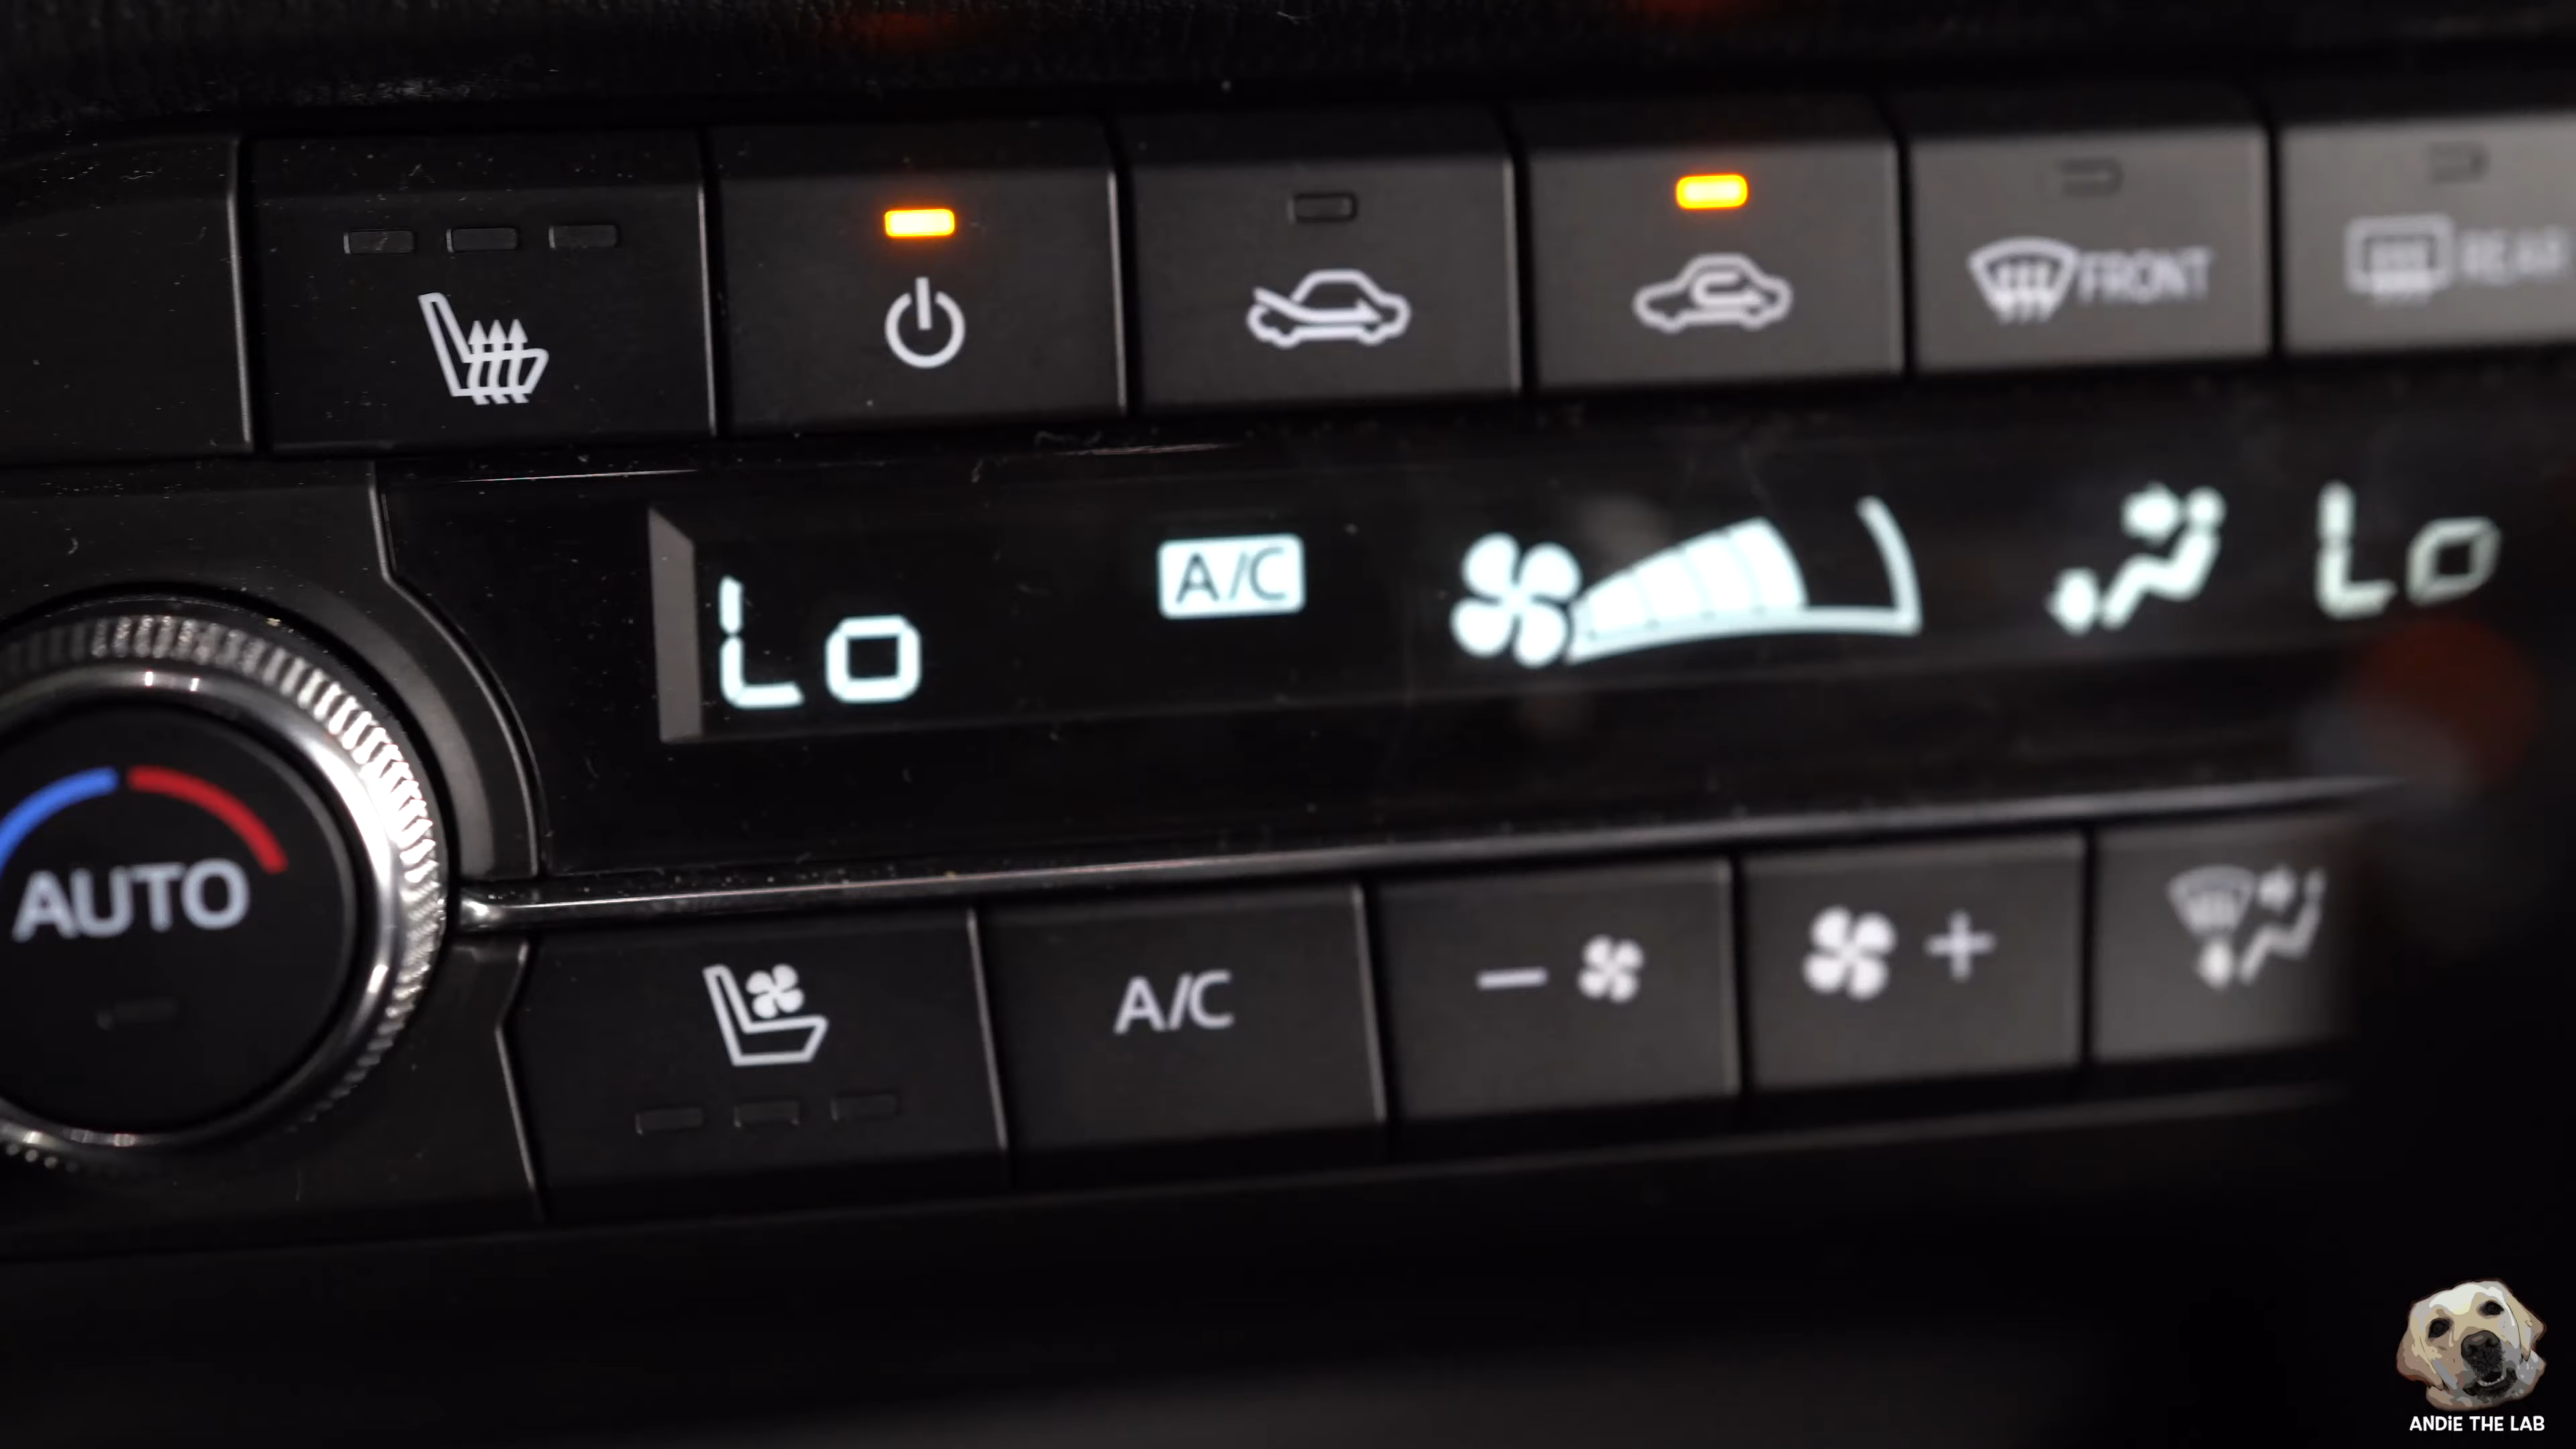 FRONT
REAR
Lo
A/C
Lo
AUTO
A/C
ANDIE THE LAB